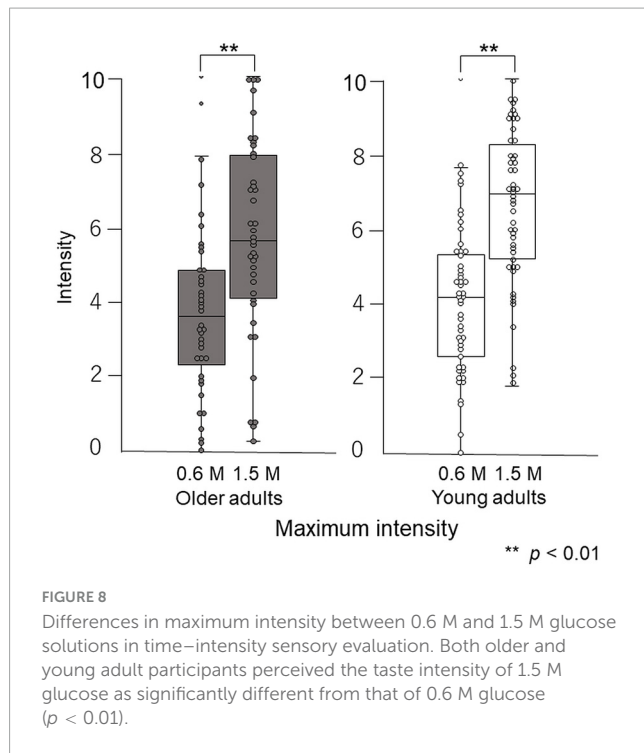 ** **
10 10
8 8
6 6
4 4
2 2
0 0
Intensity
0.6 M 1.5 M 0.6 M 1.5 M
Older adults Young adults
Maximum intensity
** p < 0.01
FIGURE 8
Differences in maximum intensity between 0.6 M and 1.5 M glucose
solutions in time–intensity sensory evaluation. Both older and
young adult participants perceived the taste intensity of 1.5 M
glucose as significantly different from that of 0.6 M glucose
(p < 0.01).